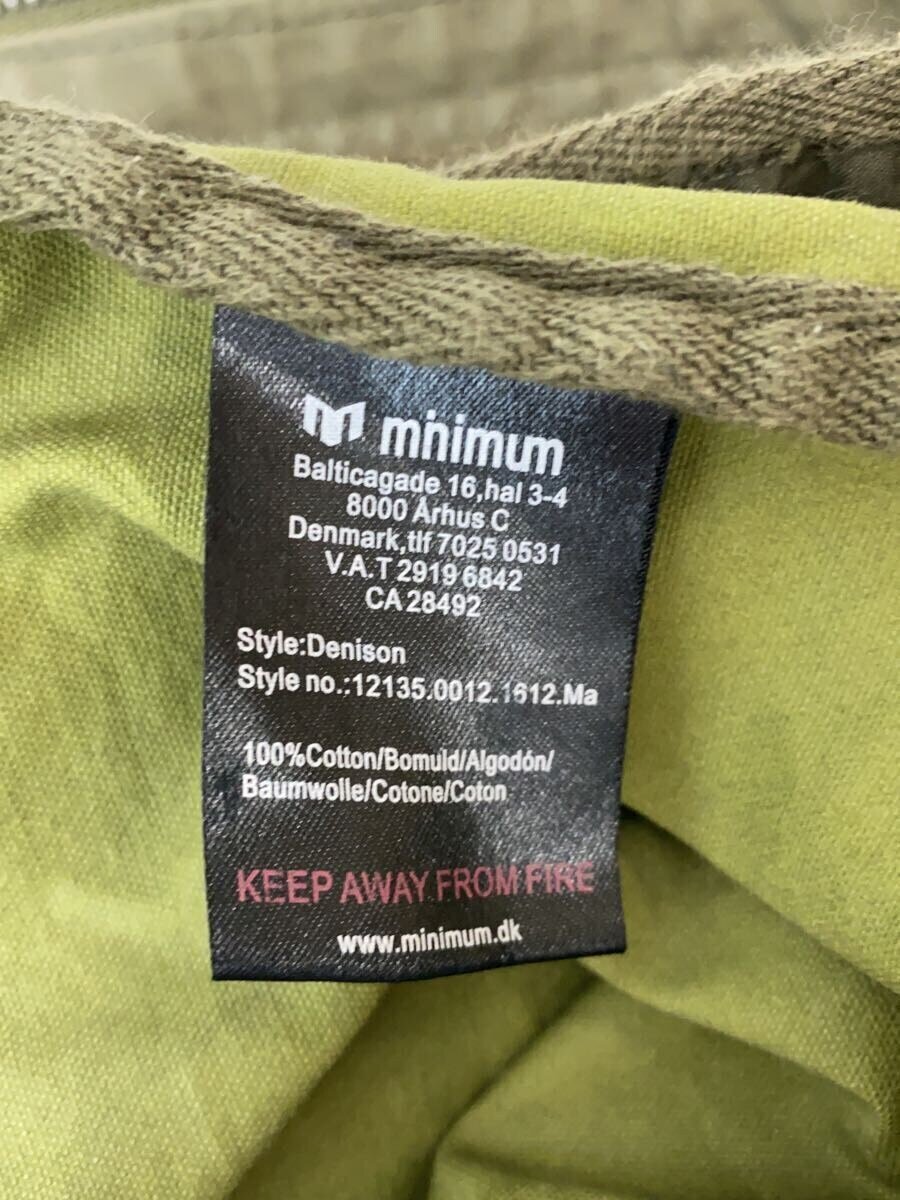 minimum
Balticagade 16,hal 3-4
8000 Århus C
Denmark,tlf 7025 0531
V.A.T 2919 6842
CA 28492
Style:Denison
Style no.:12135.0012.1612.Ma
100%Cotton/Bomuld/Algodón/
Baumwolle/Cotone/Coton
KEEP AWAY FROM FIRE
www.minimum.dk